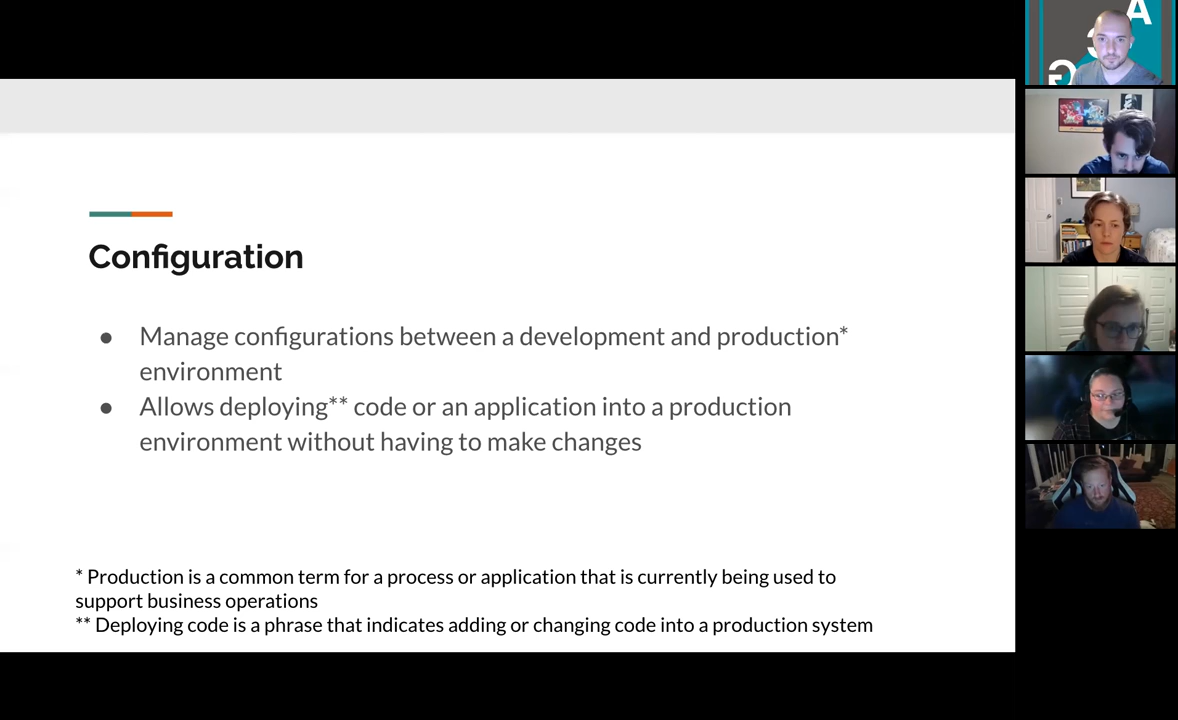 Configuration
● Manage configurations between a development and production*
environment
● Allows deploying** code or an application into a production
environment without having to make changes
* Production is a common term for a process or application that is currently being used to
support business operations
** Deploying code is a phrase that indicates adding or changing code into a production system
A
G